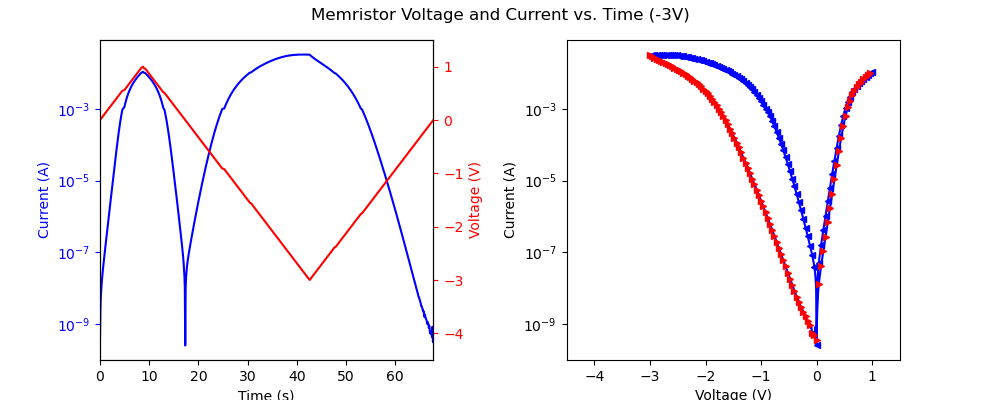 Memristor Voltage and Current vs. Time (-3V)
Current (A)
10⁻³
10⁻⁵
10⁻⁷
10⁻⁹
0 10 20 30 40 50 60
Time (s)
1
0
−1
−2
−3
−4
Voltage (V)
Current (A)
10⁻³
10⁻⁵
10⁻⁷
10⁻⁹
−4 −3 −2 −1 0 1
Voltage (V)